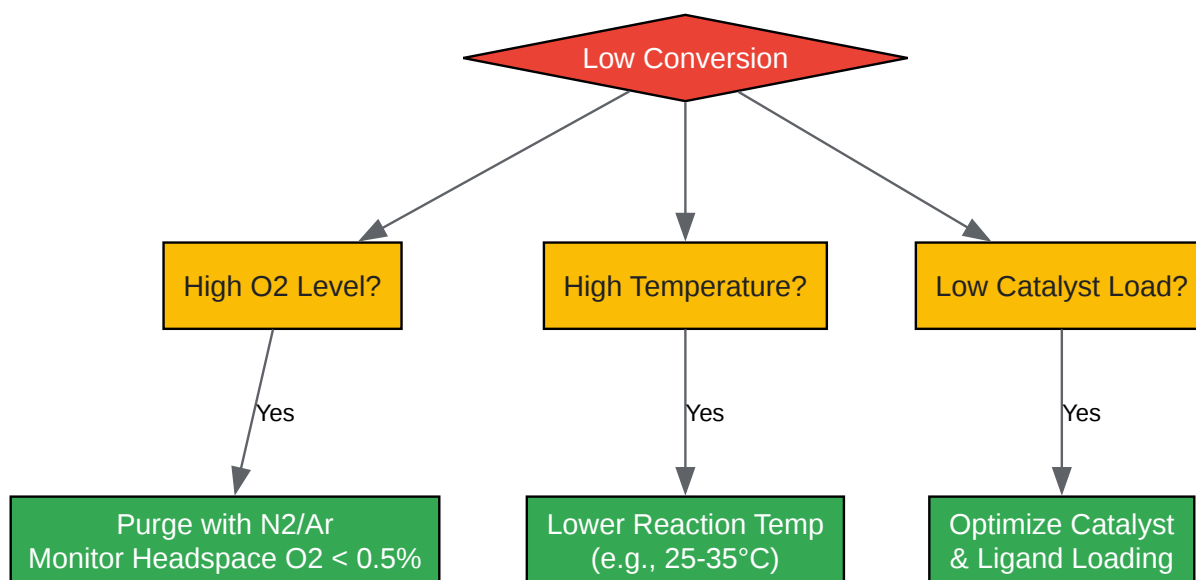 Low Conversion
High O2 Level?
High Temperature?
Low Catalyst Load?
Yes
Yes
Yes
Purge with N2/Ar
Monitor Headspace O2 < 0.5%
Lower Reaction Temp
(e.g., 25-35°C)
Optimize Catalyst
& Ligand Loading